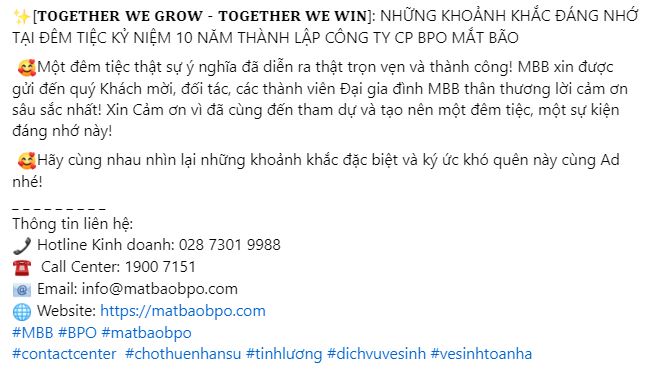 ✨[𝐓𝐎𝐆𝐄𝐓𝐇𝐄𝐑 𝐖𝐄 𝐆𝐑𝐎𝐖 - 𝐓𝐎𝐆𝐄𝐓𝐇𝐄𝐑 𝐖𝐄 𝐖𝐈𝐍]: NHỮNG KHOẢNH KHẮC ĐÁNG NHỚ
TẠI ĐÊM TIỆC KỶ NIỆM 10 NĂM THÀNH LẬP CÔNG TY CP BPO MẮT BÃO
🥰Một đêm tiệc thật sự ý nghĩa đã diễn ra thật trọn vẹn và thành công! MBB xin được
gửi đến quý Khách mời, đối tác, các thành viên Đại gia đình MBB thân thương lời cảm ơn
sâu sắc nhất! Xin Cảm ơn vì đã cùng đến tham dự và tạo nên một đêm tiệc, một sự kiện
đáng nhớ này!
🥰Hãy cùng nhau nhìn lại những khoảnh khắc đặc biệt và ký ức khó quên này cùng Ad
nhé!
_ _ _ _ _ _ _ _ _
Thông tin liên hệ:
📞 Hotline Kinh doanh: 028 7301 9988
☎️ Call Center: 1900 7151
📧 Email: info@matbaobpo.com
🌐 Website: https://matbaobpo.com
#MBB #BPO #matbaobpo
#contactcenter #chothuenhansu #tinhlương #dichvuvesinh #vesinhtoanha